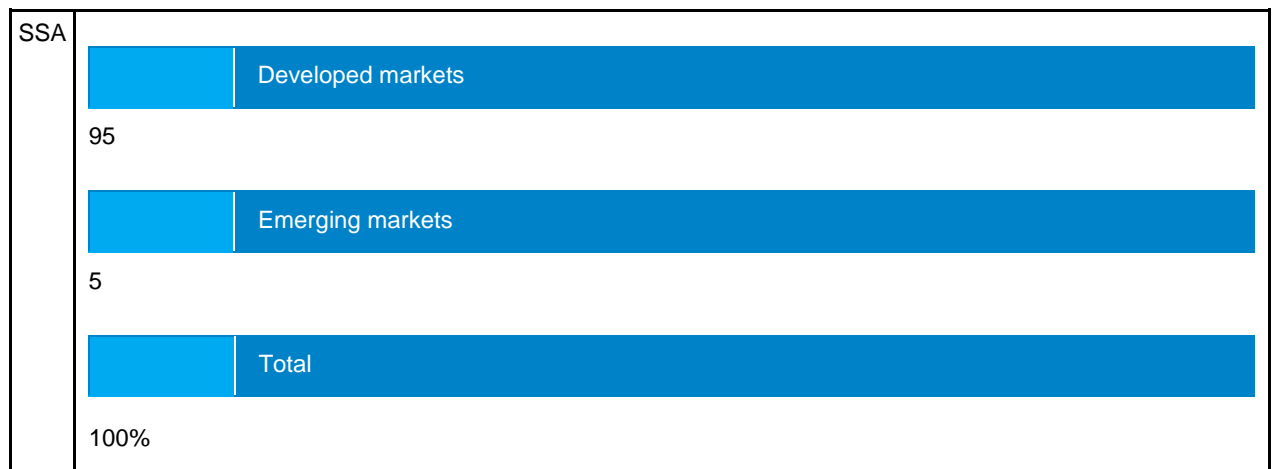 SSA
Developed markets
95
Emerging markets
5
Total
100%